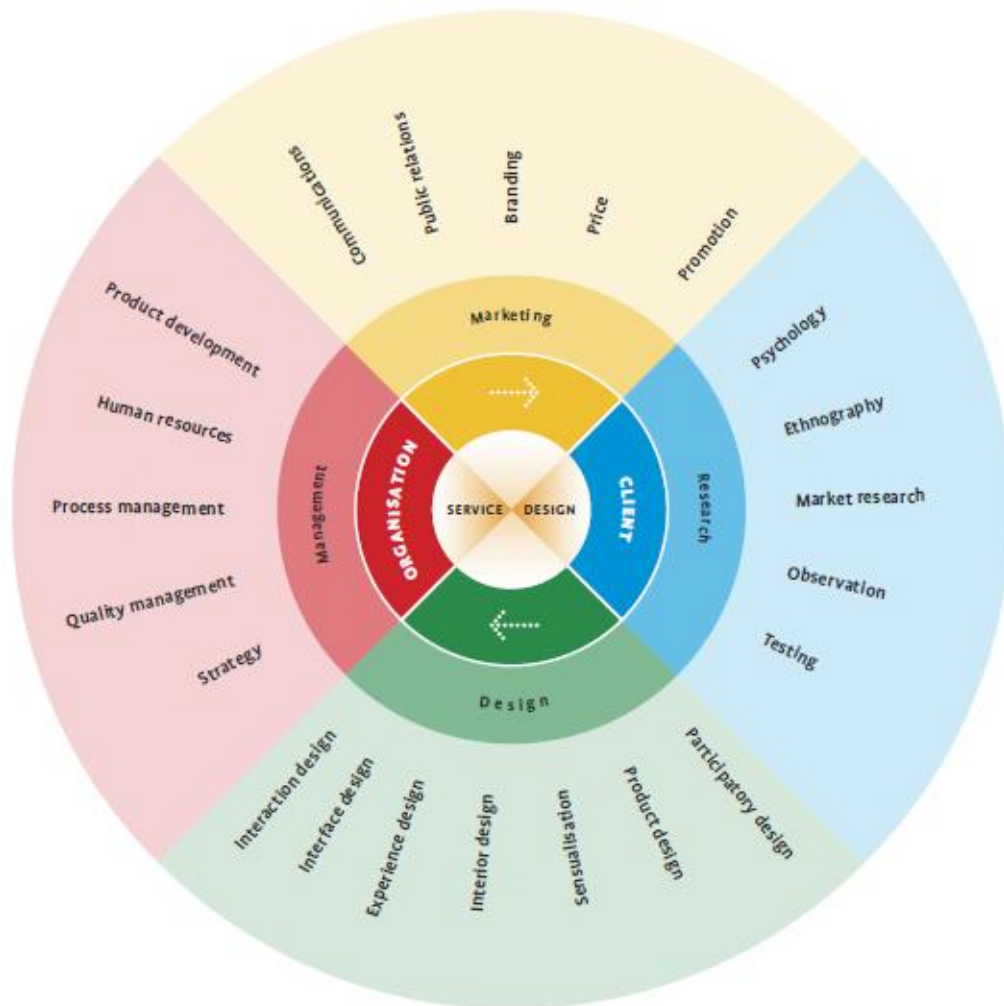 Communications
Public relations
Branding
Price
Promotion
Marketing
Psychology
Ethnography
Market research
Observation
Testing
Research
CLIENT
SERVICE DESIGN
ORGANISATION
Management
Product development
Human resources
Process management
Quality management
Strategy
Design
Interaction design
Interface design
Experience design
Interior design
Sensualisation
Product design
Participatory design